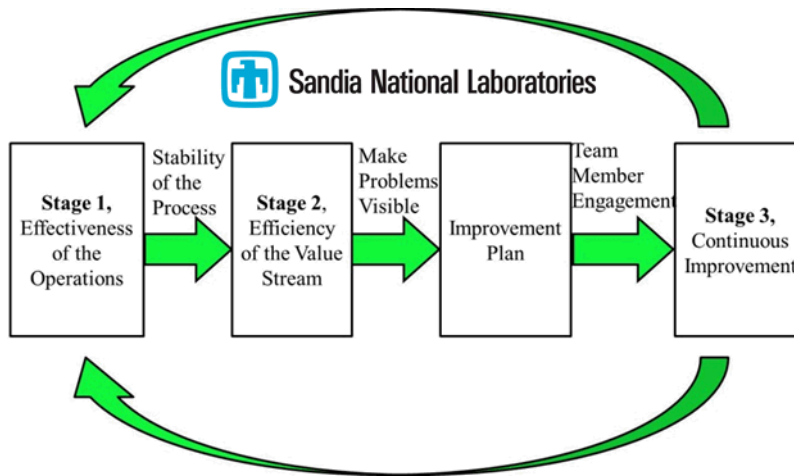 Sandia National Laboratories
Stage 1,
Effectiveness
of the
Operations
Stability
of the
Process
Stage 2,
Efficiency
of the Value
Stream
Make
Problems
Visible
Improvement
Plan
Team
Member
Engagement
Stage 3,
Continuous
Improvement